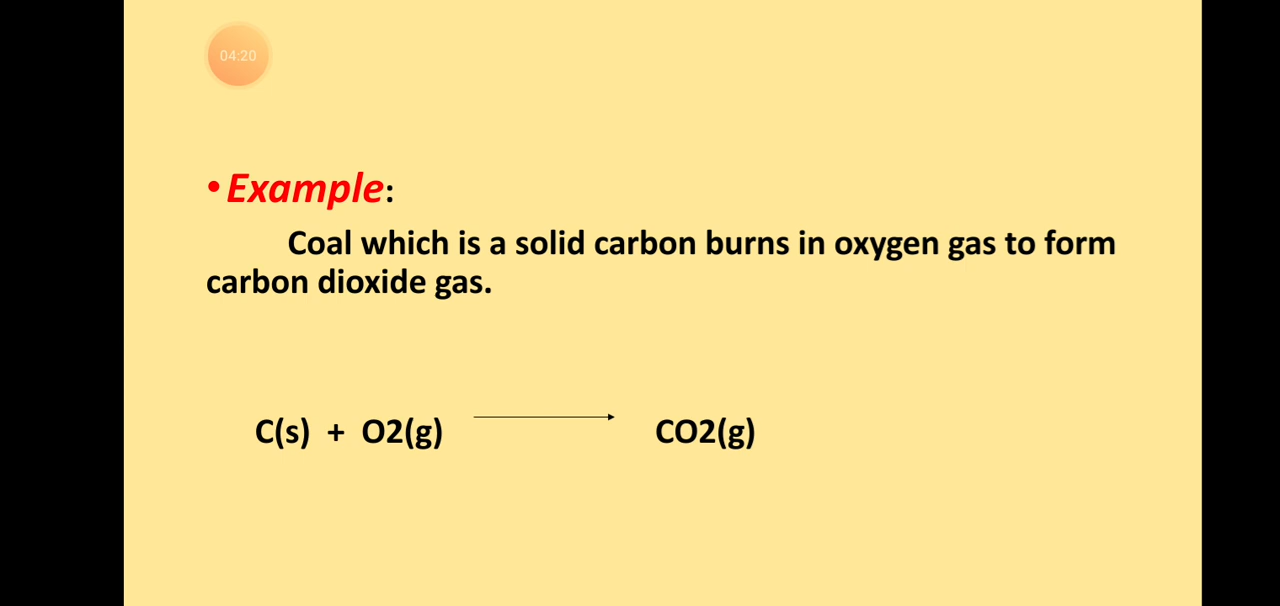 04:20
• Example:
Coal which is a solid carbon burns in oxygen gas to form
carbon dioxide gas.
C(s) + O2(g) → CO2(g)